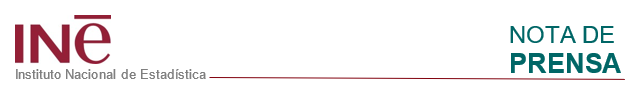 INe
NOTA DE
PRENSA
Instituto Nacional de Estadística